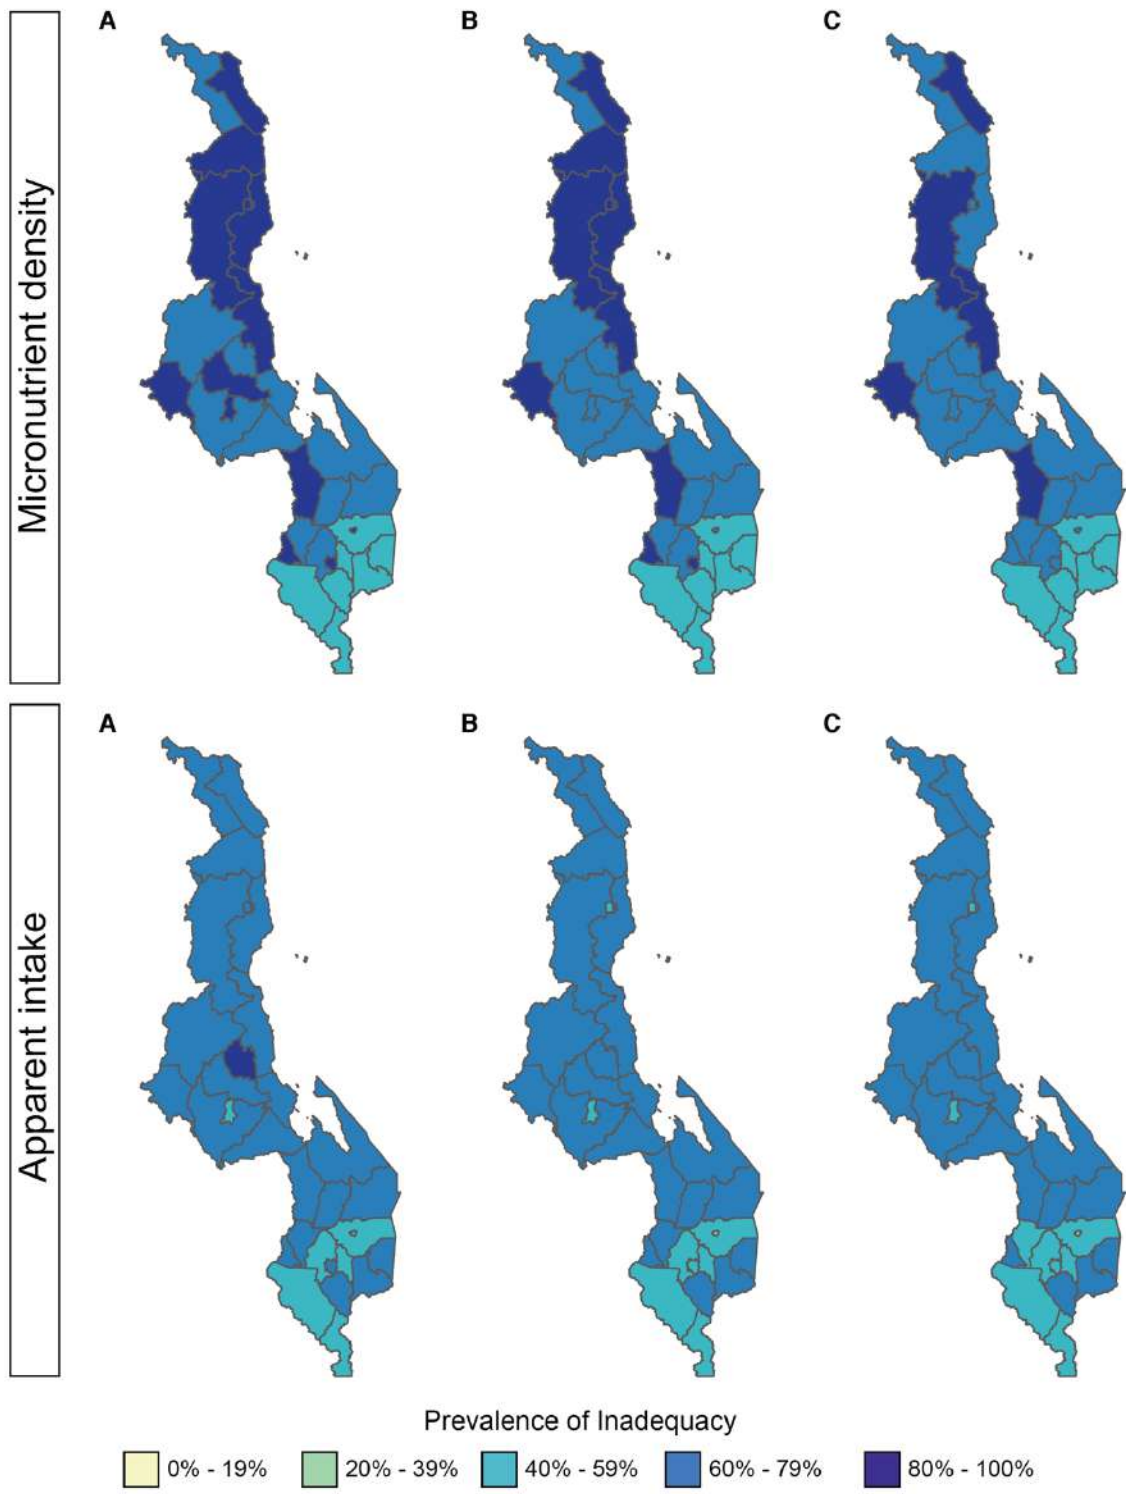 Micronutrient density
A
B
C
Apparent intake
A
B
C
Prevalence of Inadequacy
0% - 19%
20% - 39%
40% - 59%
60% - 79%
80% - 100%